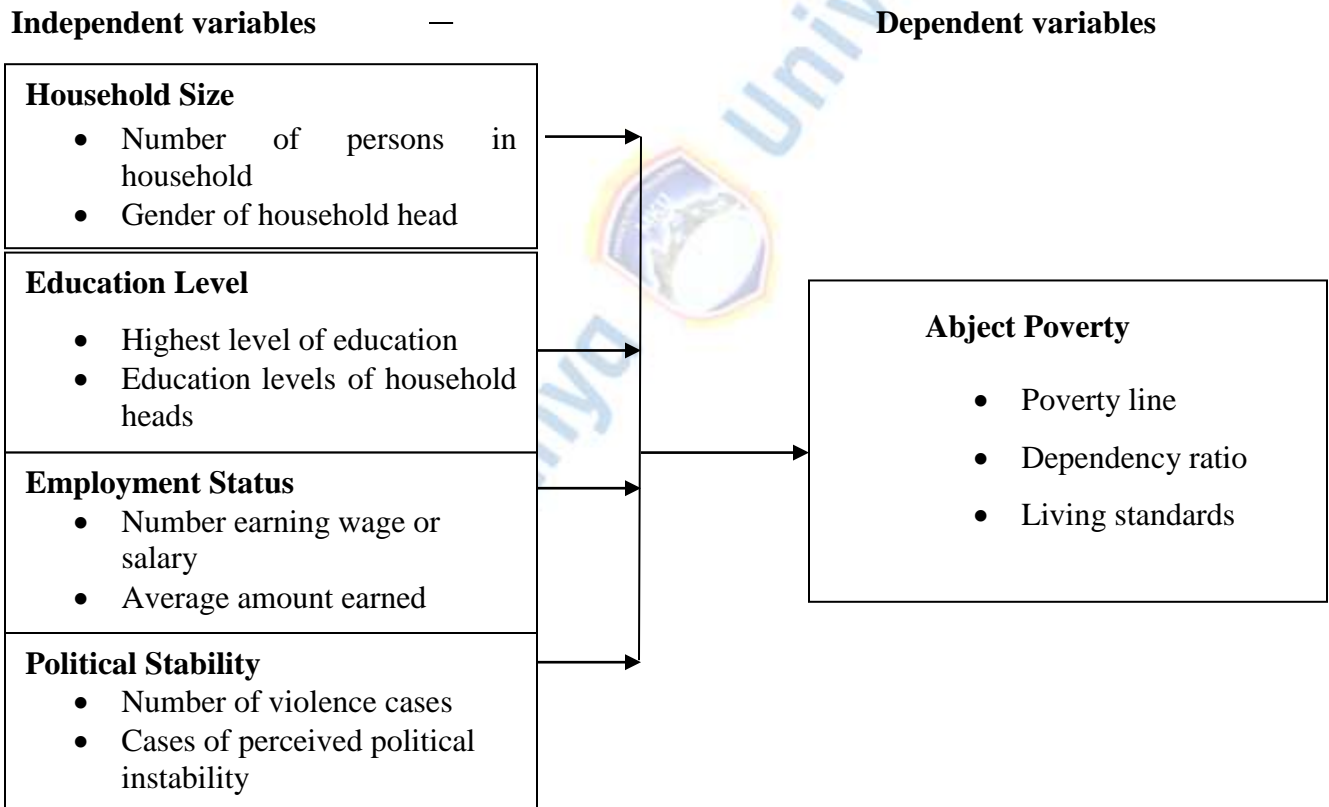 Independent variables —
Dependent variables
Household Size
• Number of persons in
household
• Gender of household head
Education Level
• Highest level of education
• Education levels of household
heads
Employment Status
• Number earning wage or
salary
• Average amount earned
Political Stability
• Number of violence cases
• Cases of perceived political
instability
Abject Poverty
• Poverty line
• Dependency ratio
• Living standards